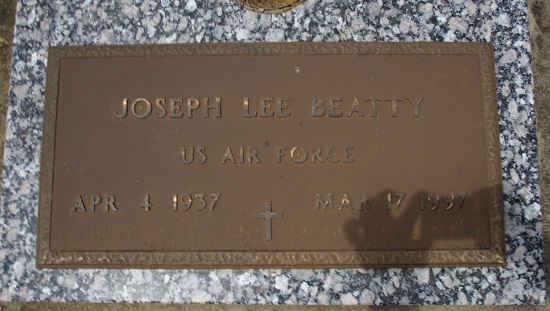 JOSEPH LEE BEATTY
US AIR FORCE
APR 4 1937 MAR 17 1997